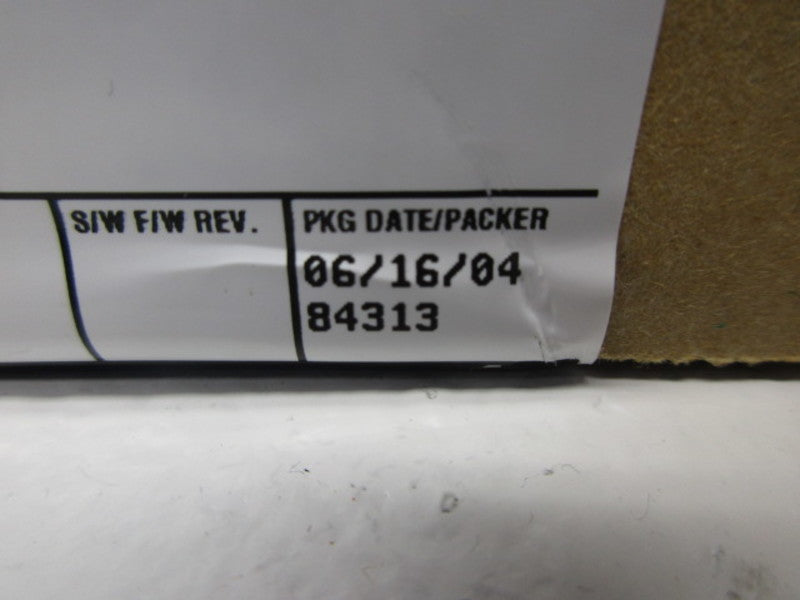 S/W F/W REV.
PKG DATE/PACKER
06/16/04
84313